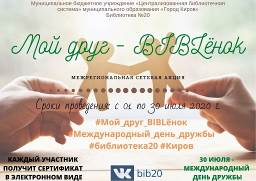 Муниципальное бюджетное учреждение «Централизованная библиотечная
система» муниципального образования «Город Киров»
Библиотека №20
Мой друг - BIBLёнок
МЕЖРЕГИОНАЛЬНАЯ СЕТЕВАЯ АКЦИЯ
Сроки проведения: с 01 по 30 июля 2020 г.
#Мой_друг_BIBLёнок
#Международный_день_дружбы
#библиотека20 #Киров
КАЖДЫЙ УЧАСТНИК
ПОЛУЧИТ СЕРТИФИКАТ
В ЭЛЕКТРОННОМ ВИДЕ
bib20
30 ИЮЛЯ -
МЕЖДУНАРОДНЫЙ
ДЕНЬ ДРУЖБЫ